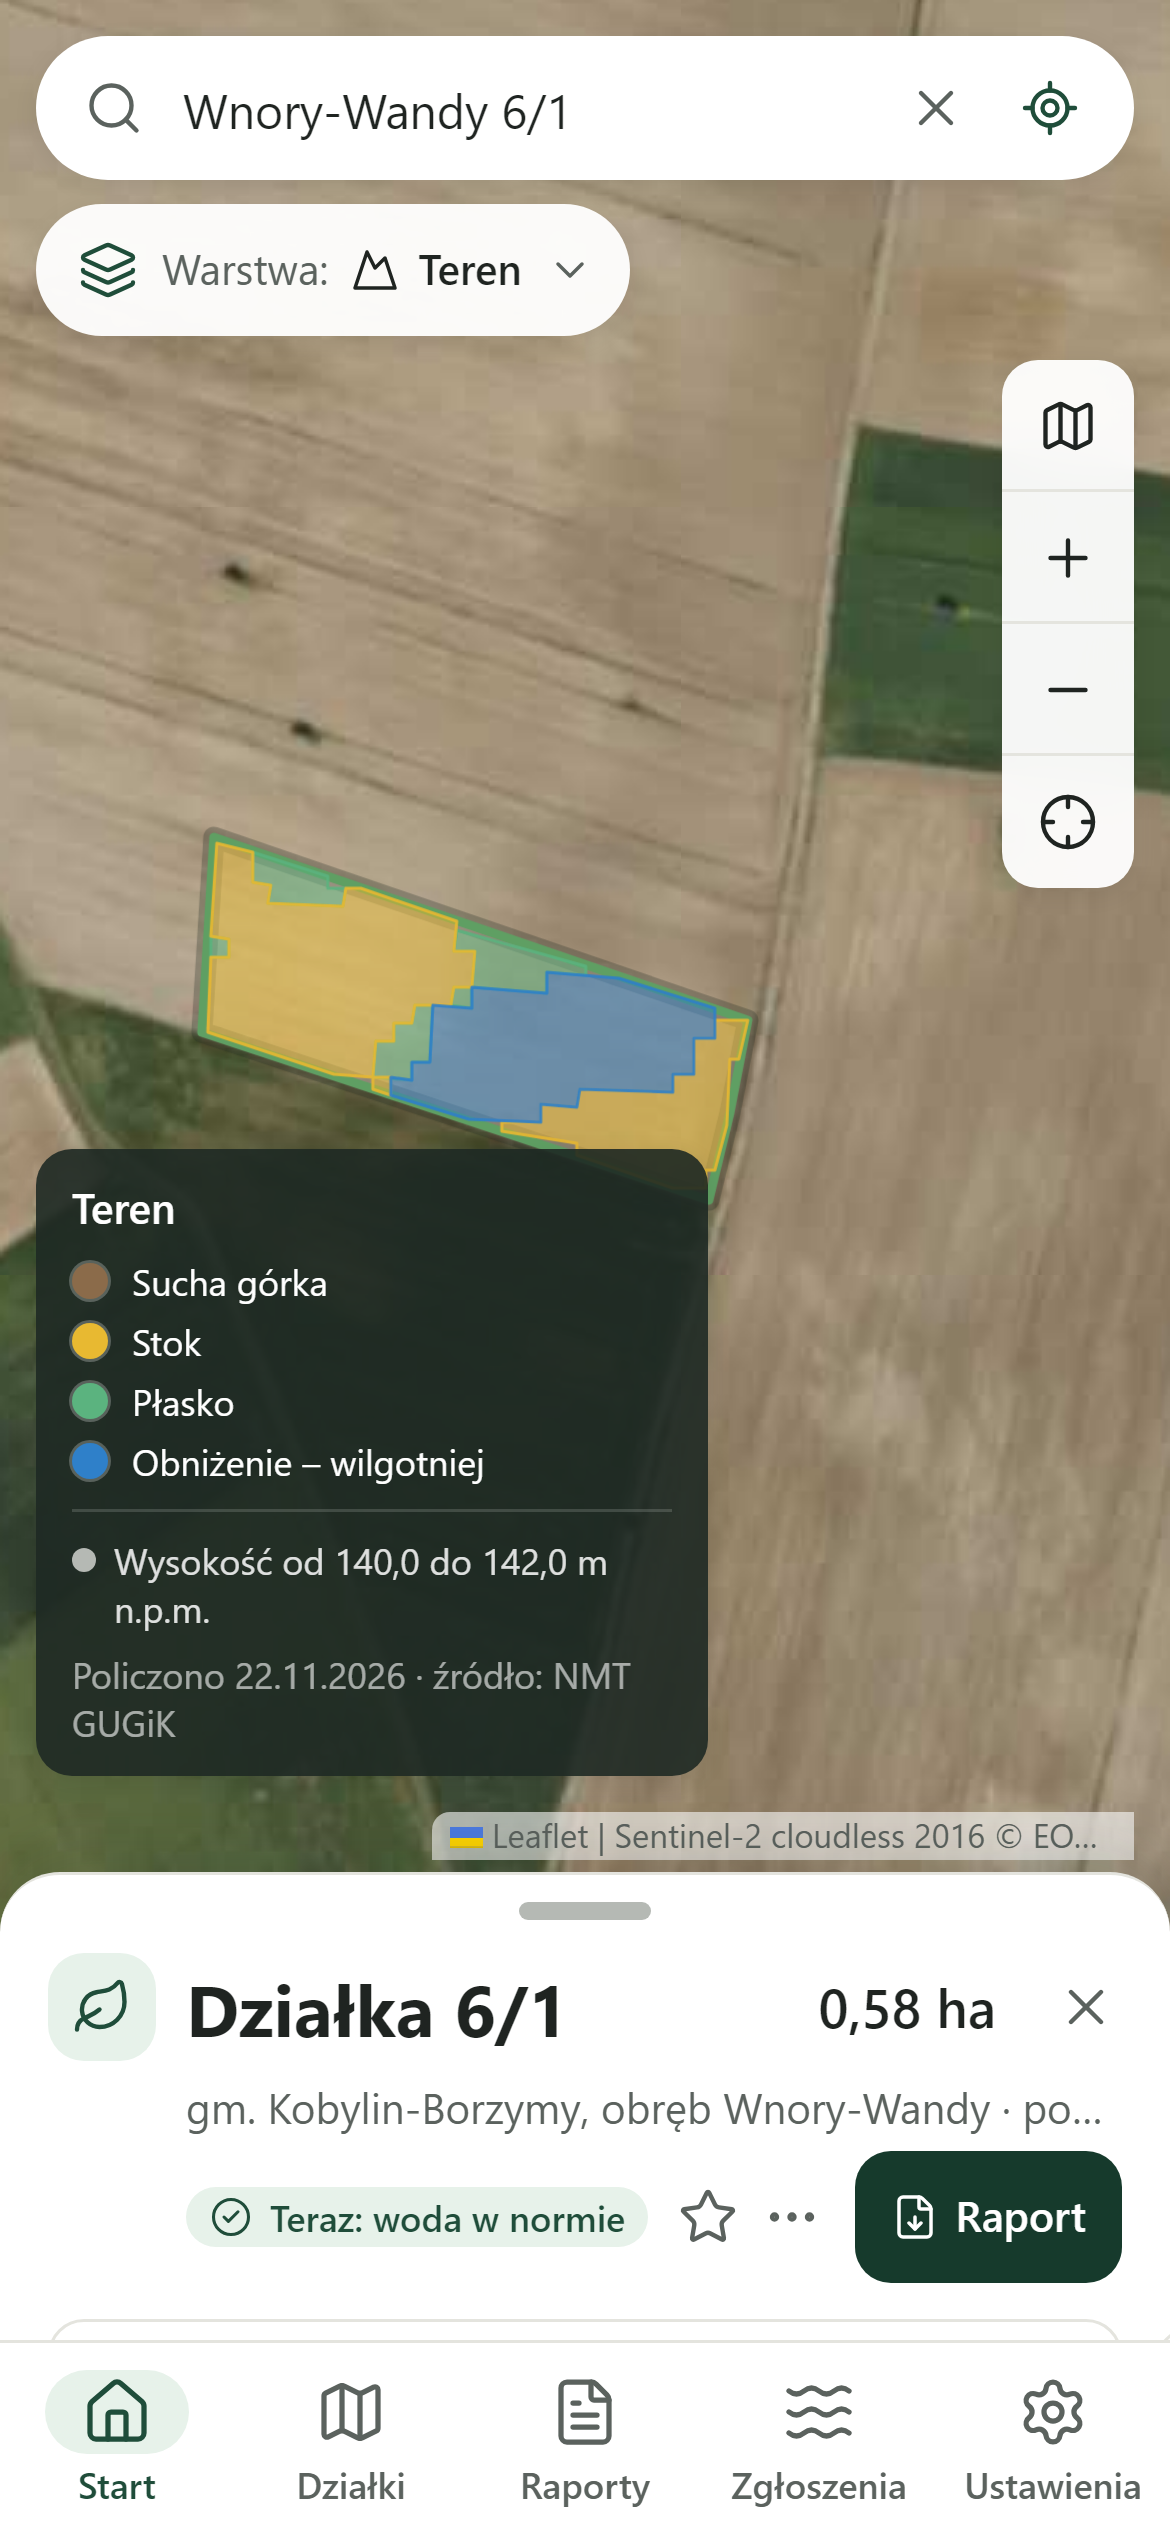 Wnory-Wandy 6/1
Warstwa: Teren
Teren
Sucha górka
Stok
Płasko
Obniżenie – wilgotniej
Wysokość od 140,0 do 142,0 m
n.p.m.
Policzono 22.11.2026 · źródło: NMT
GUGiK
Leaflet | Sentinel-2 cloudless 2016 © EO...
Działka 6/1
0,58 ha
gm. Kobylin-Borzymy, obręb Wnory-Wandy · po...
Teraz: woda w normie
Raport
Start
Działki
Raporty
Zgłoszenia
Ustawienia